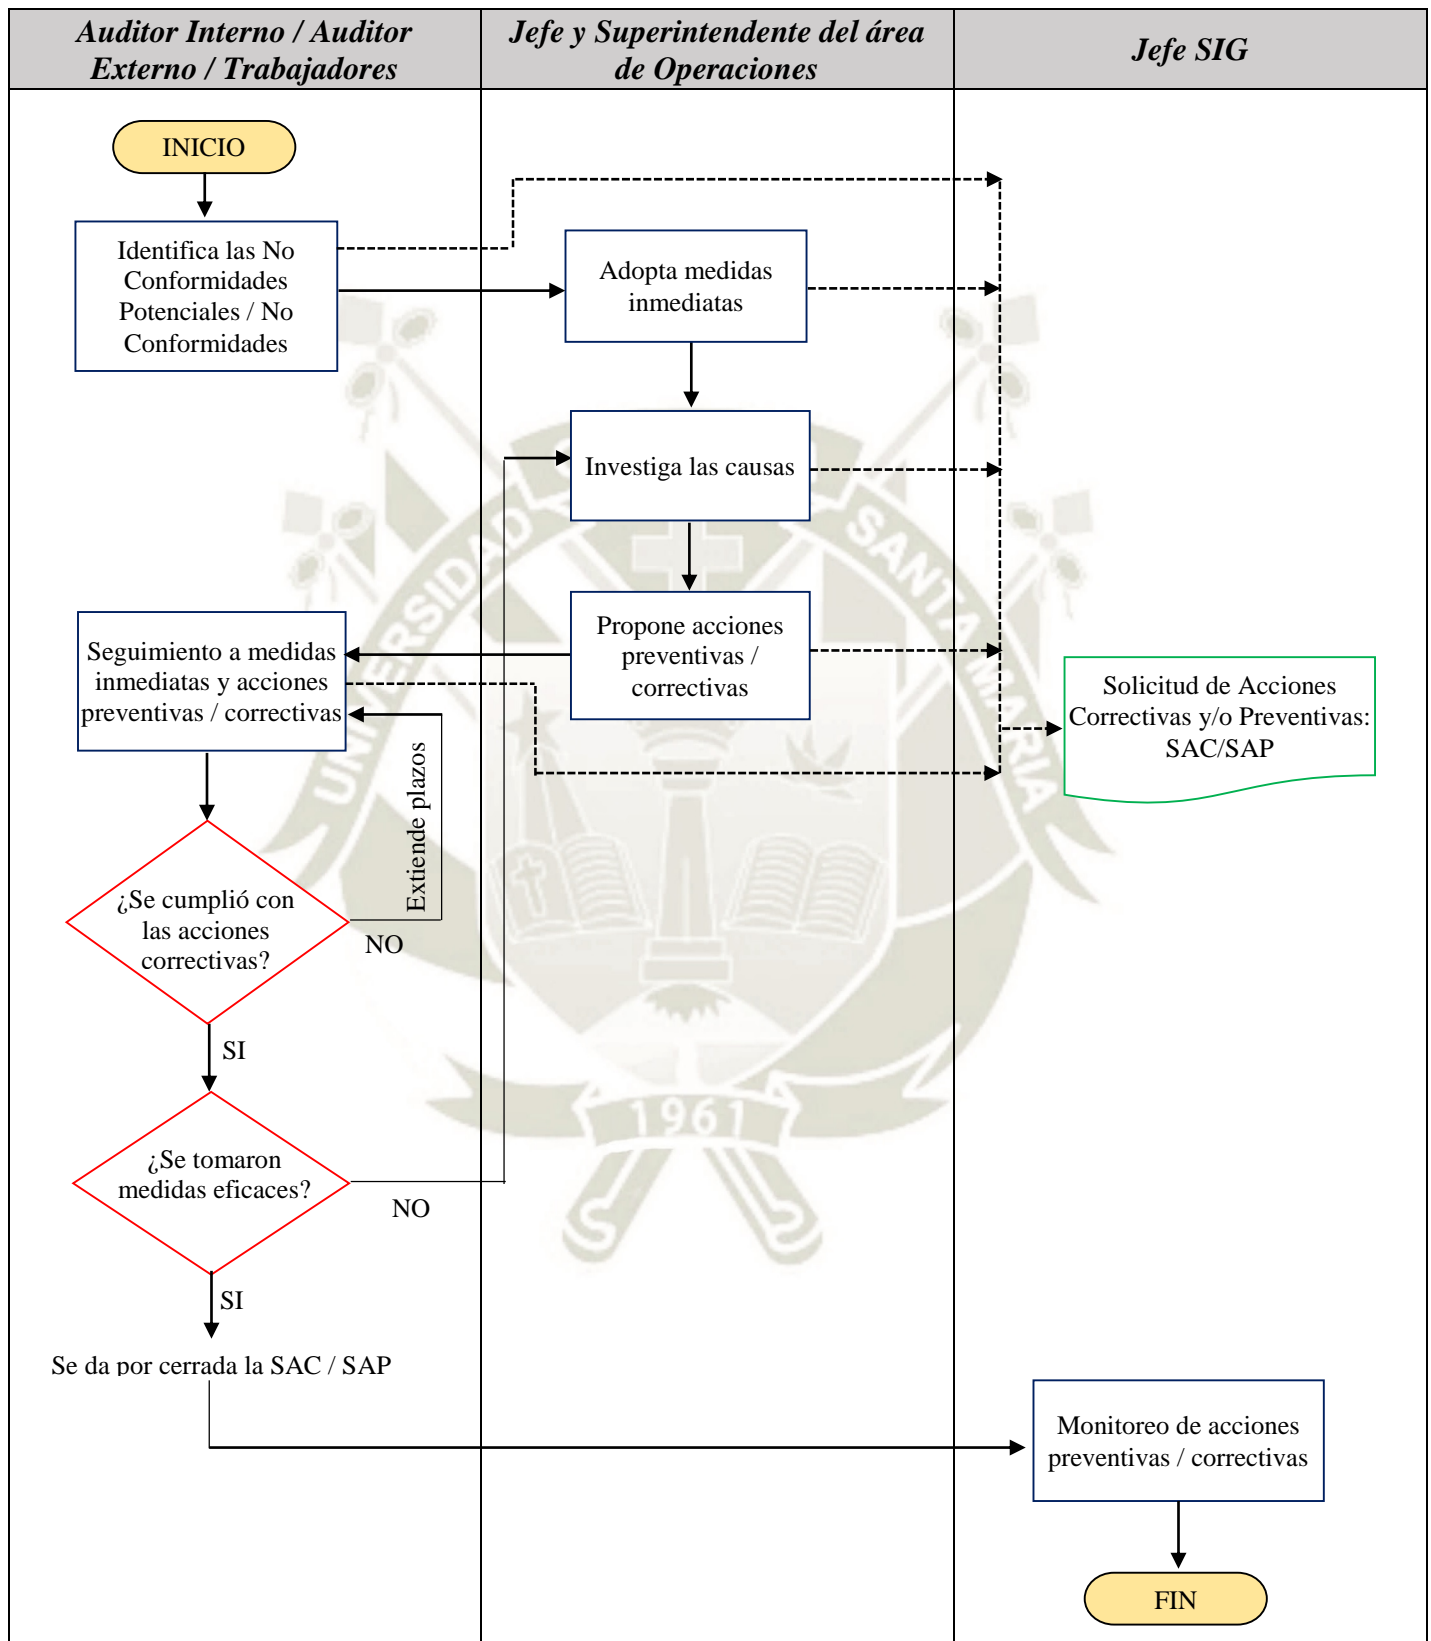 Auditor Interno / Auditor
Externo / Trabajadores
Jefe y Superintendente del área
de Operaciones
Jefe SIG
INICIO
Identifica las No
Conformidades
Potenciales / No
Conformidades
Adopta medidas
inmediatas
Investiga las causas
Propone acciones
preventivas /
correctivas
Seguimiento a medidas
inmediatas y acciones
preventivas / correctivas
Solicitud de Acciones
Correctivas y/o Preventivas:
SAC/SAP
Extiende plazos
¿Se cumplió con
las acciones
correctivas?
NO
SI
¿Se tomaron
medidas eficaces?
NO
SI
Se da por cerrada la SAC / SAP
Monitoreo de acciones
preventivas / correctivas
FIN
UNIVERSIDAD
SANTA MARIA
1961